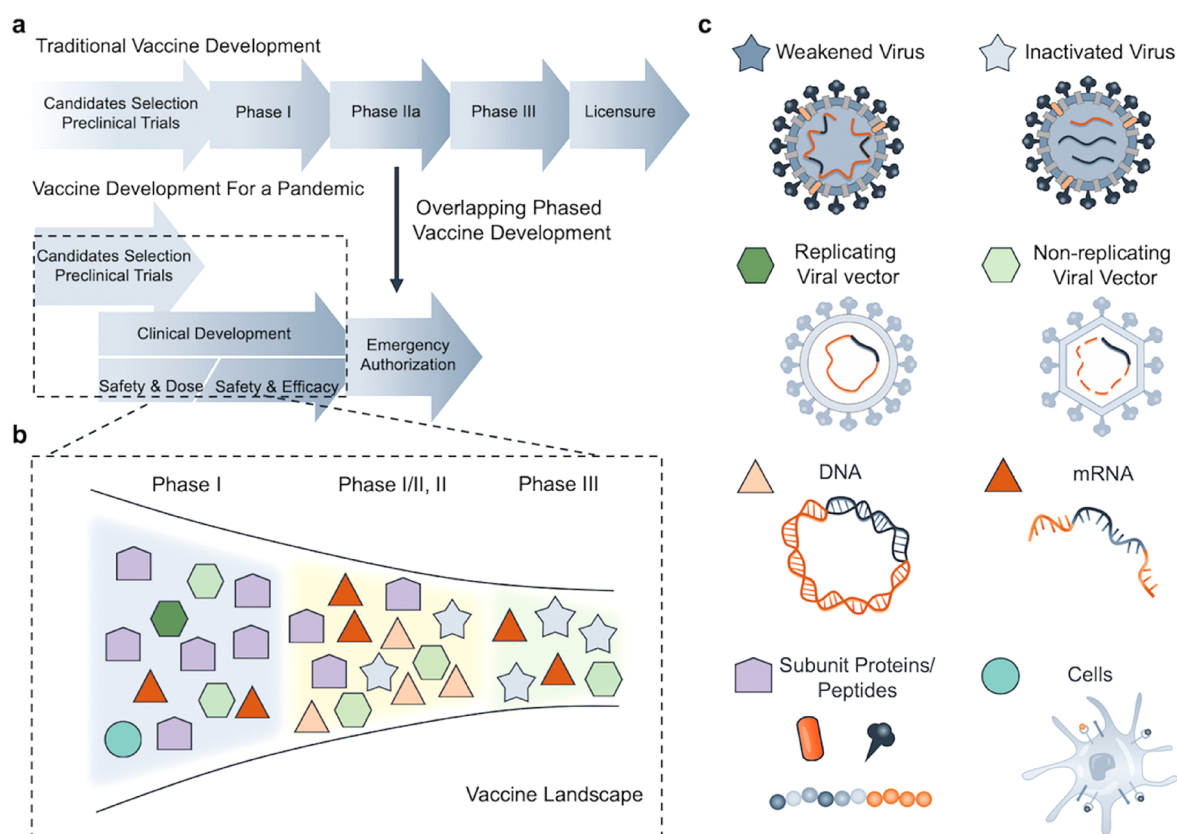 a
Traditional Vaccine Development
Candidates Selection
Preclinical Trials
Phase I
Phase IIa
Phase III
Licensure
Vaccine Development For a Pandemic
Overlapping Phased
Vaccine Development
Candidates Selection
Preclinical Trials
Clinical Development
Safety & Dose
Safety & Efficacy
Emergency
Authorization
b
Phase I
Phase I/II, II
Phase III
Vaccine Landscape
c
Weakened Virus
Inactivated Virus
Replicating
Viral vector
Non-replicating
Viral Vector
DNA
mRNA
Subunit Proteins/
Peptides
Cells